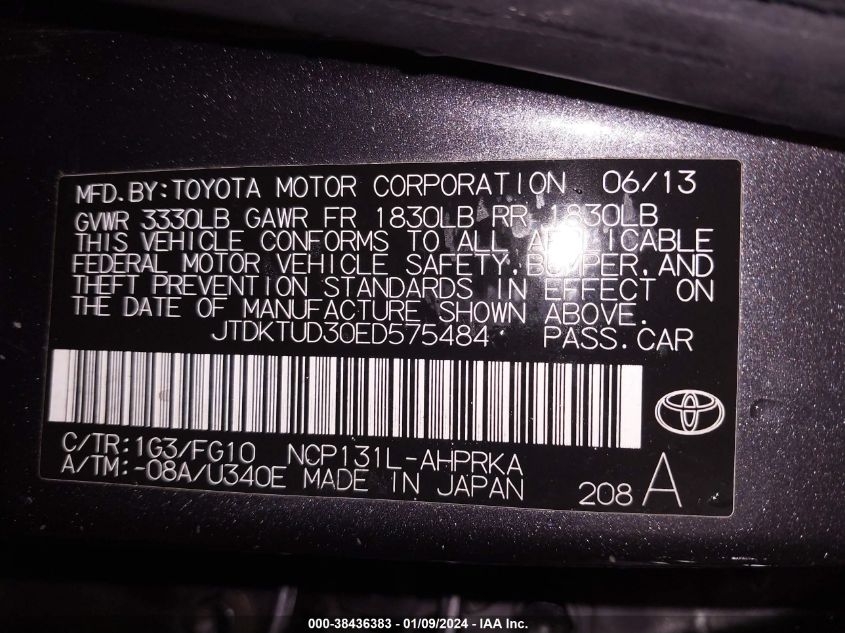 MFD.BY:TOYOTA MOTOR CORPORATION 06/13
GVWR 3330LB GAWR FR 1830LB RR 1830LB
THIS VEHICLE CONFORMS TO ALL APPLICABLE
FEDERAL MOTOR VEHICLE SAFETY,BUMPER,AND
THEFT PREVENTION STANDARDS IN EFFECT ON
THE DATE OF MANUFACTURE SHOWN ABOVE.
JTDKTUD30ED575484 PASS.CAR
C/TR:1G3/FG10 NCP131L-AHPRKA
A/TM:-08A/U340E MADE IN JAPAN 208 A
000-38436383 - 01/09/2024 - IAA Inc.